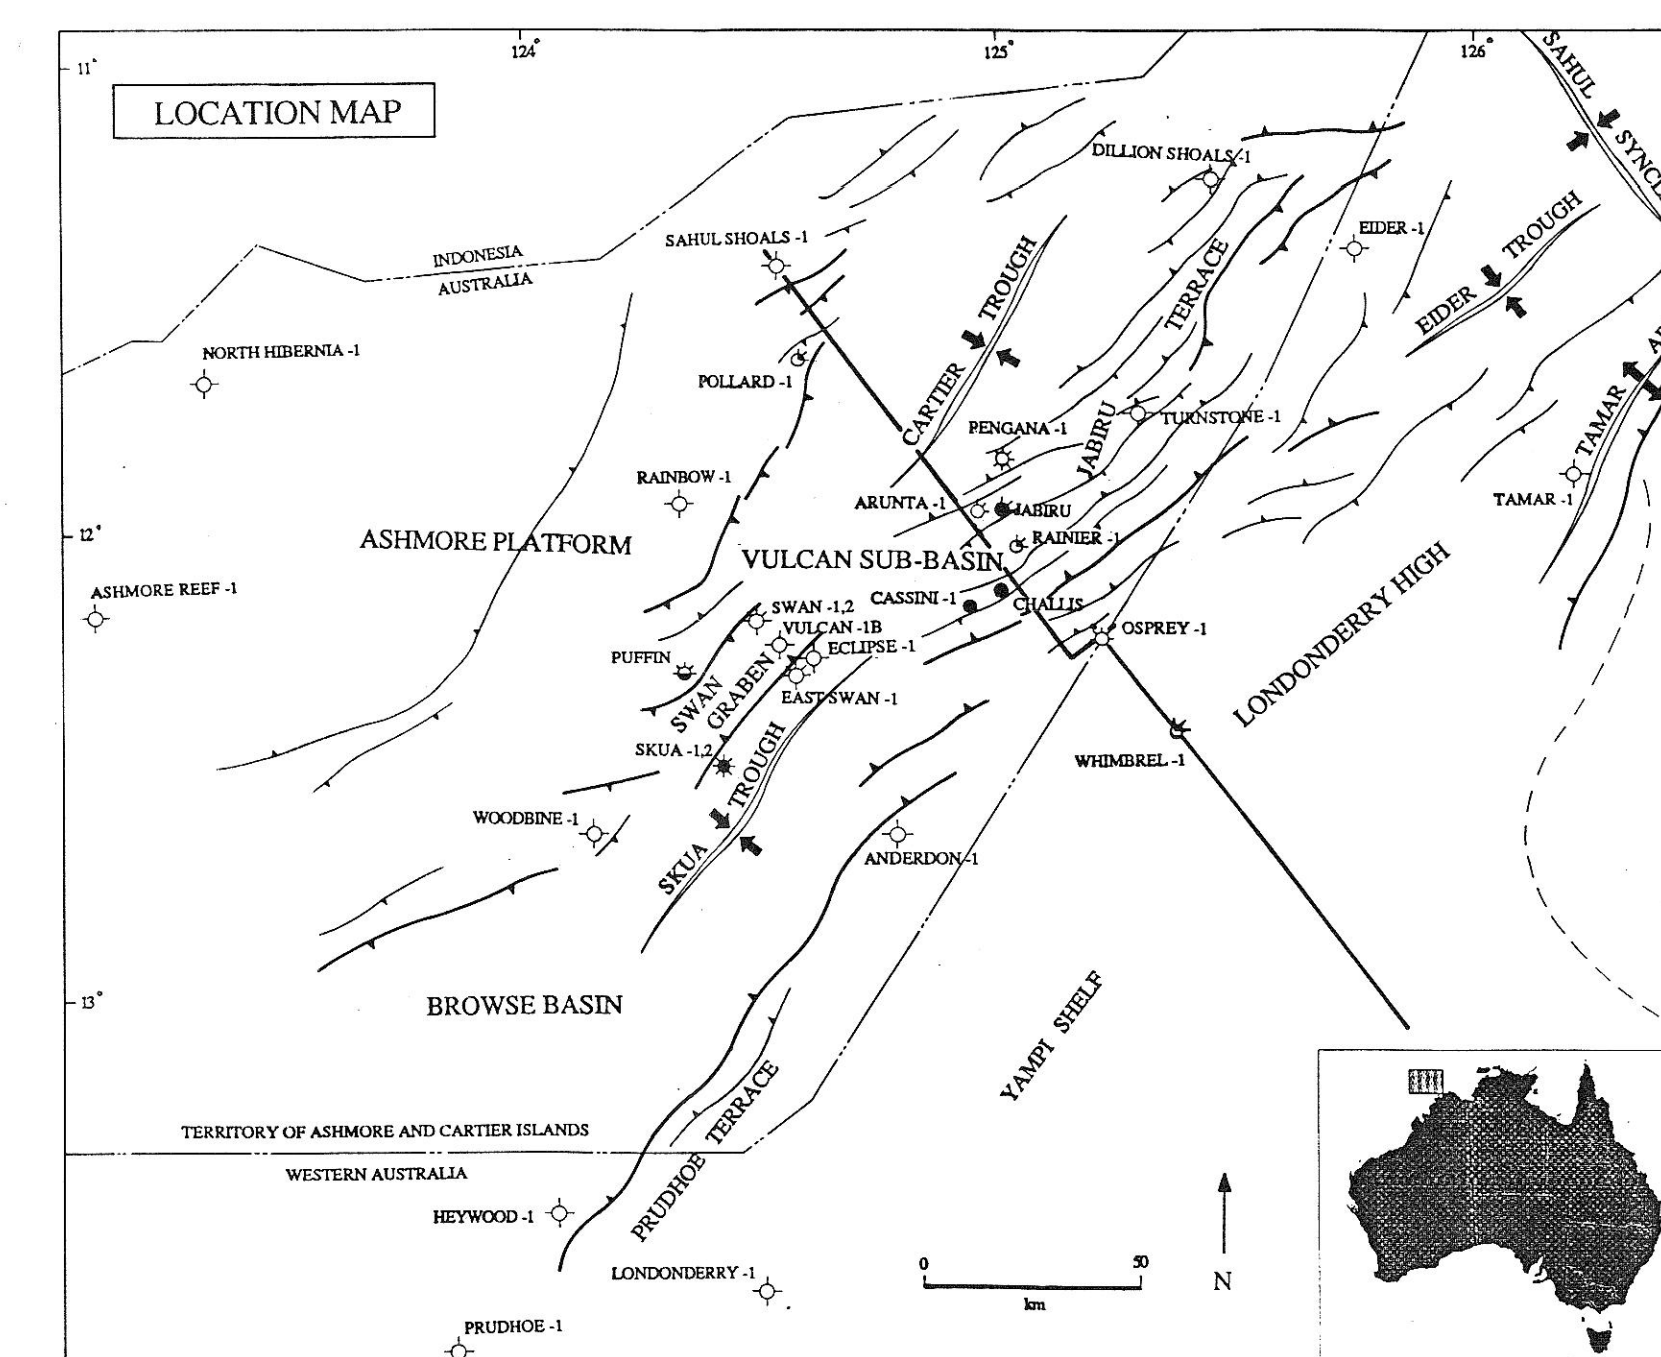 124°
125°
126°
11°
LOCATION MAP
SAHUL
SYNCL
DILLION SHOALS -1
SAHUL SHOALS -1
EIDER -1
EIDER TROUGH
INDONESIA
AUSTRALIA
CARTIER TROUGH
JABIRU TERRACE
NORTH HIBERNIA -1
POLLARD -1
PENGANA -1
TURNSTONE -1
TAMAR
TAMAR -1
RAINBOW -1
ARUNTA -1
JABIRU
RAINIER -1
12°
ASHMORE PLATFORM
VULCAN SUB-BASIN
ASHMORE REEF -1
CASSINI -1
CHALLIS
SWAN -1,2
VULCAN -1B
ECLIPSE -1
OSPREY -1
PUFFIN
EAST SWAN -1
SWAN
GRABEN
LONDONDERRY HIGH
SKUA -1,2
SKUA TROUGH
WHIMBREL -1
WOODBINE -1
ANDERDON -1
13°
BROWSE BASIN
YAMPI SHELF
PRUDHOE TERRACE
TERRITORY OF ASHMORE AND CARTIER ISLANDS
WESTERN AUSTRALIA
HEYWOOD -1
LONDONDERRY -1
0 50
km
N
PRUDHOE -1